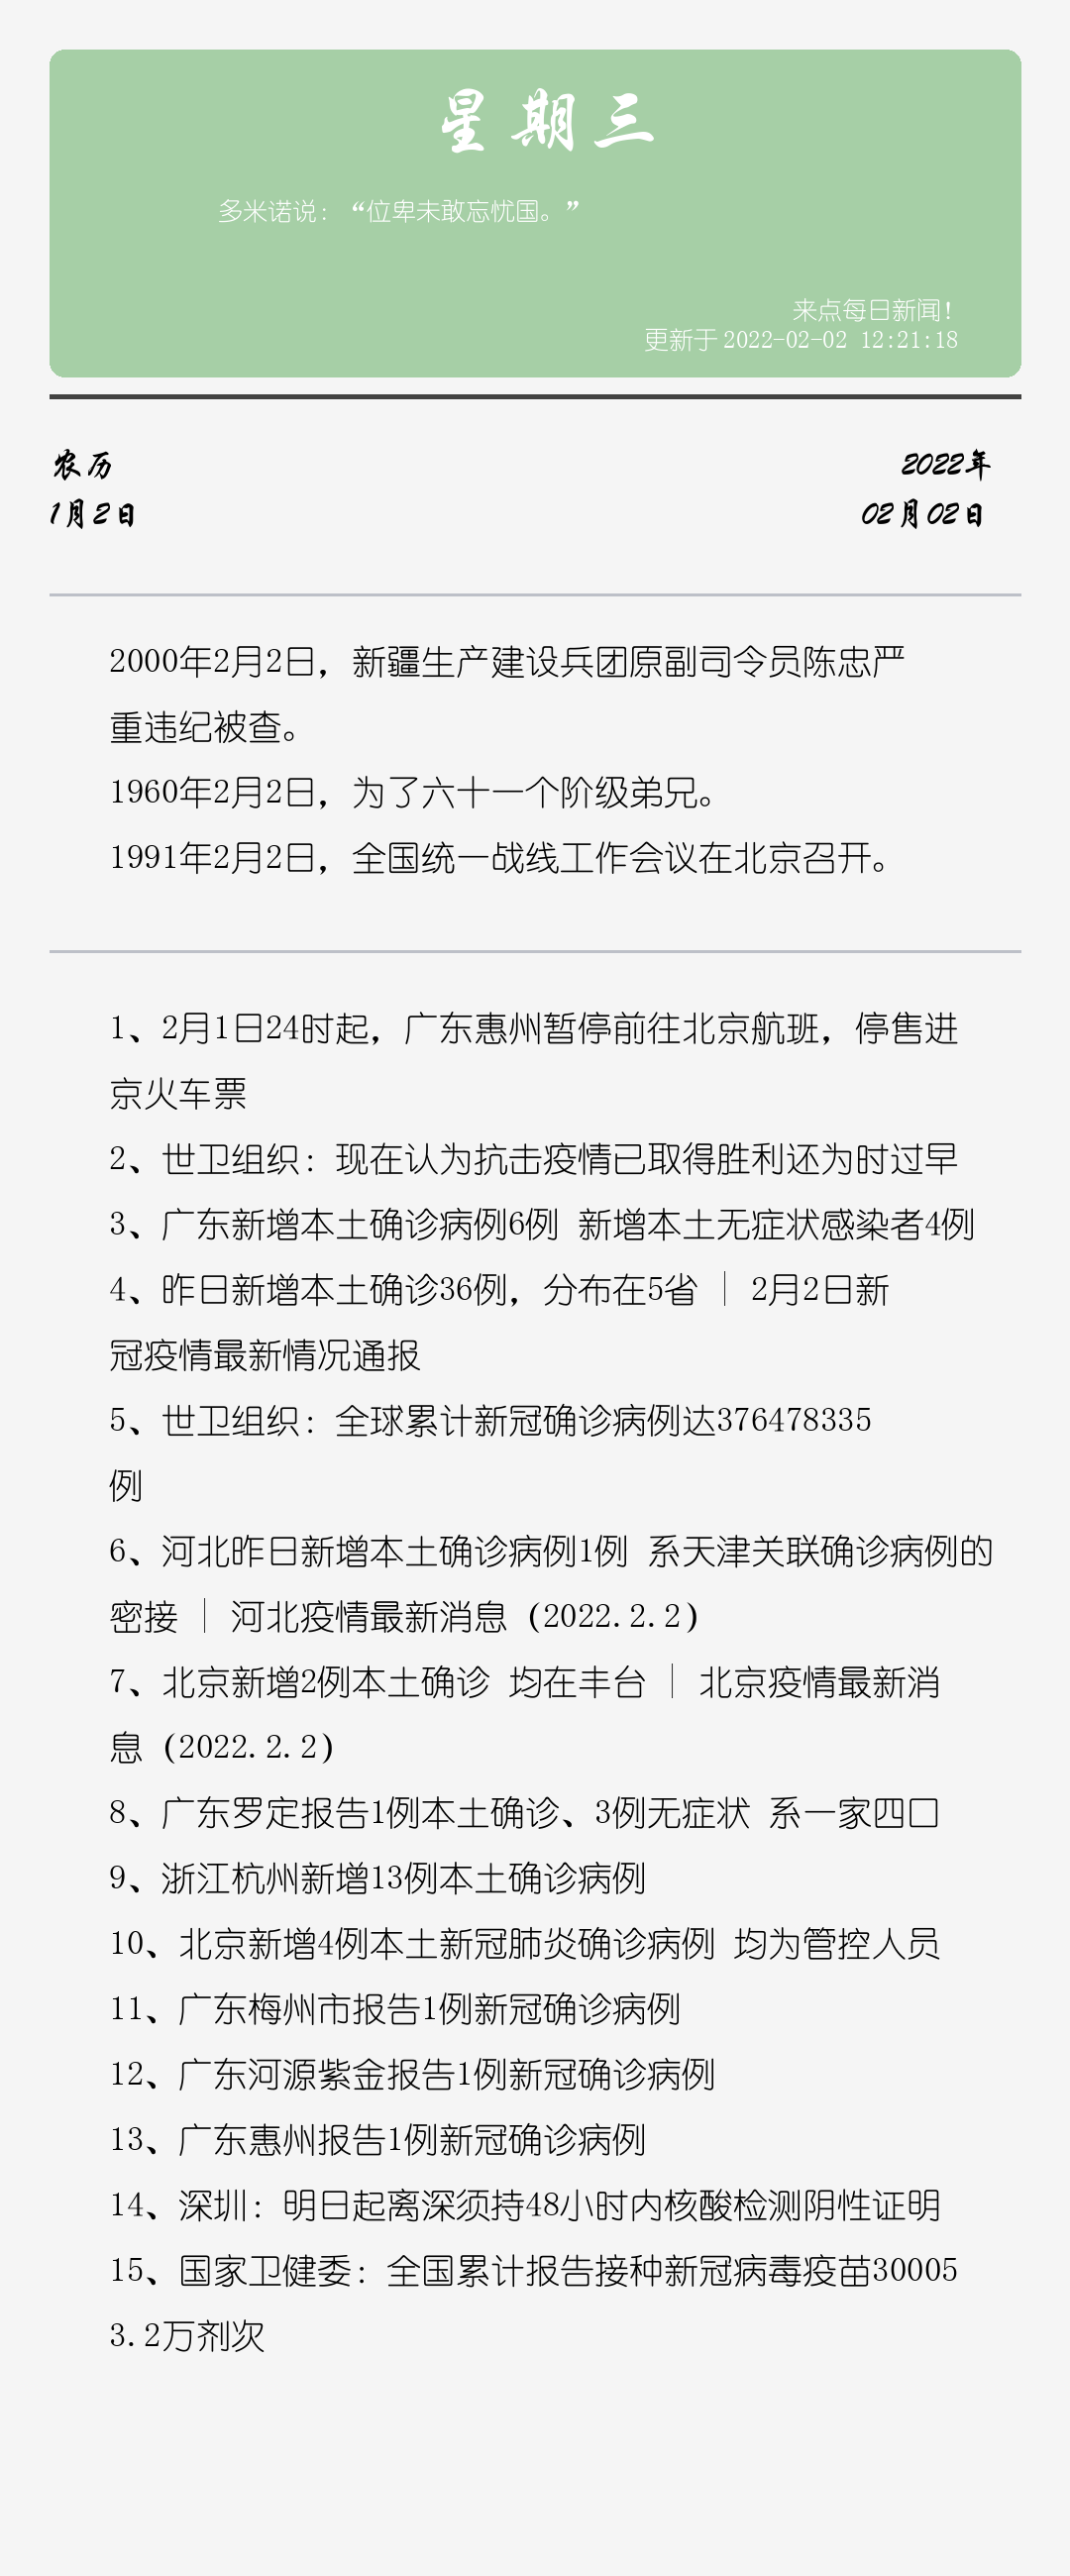 星期三
多米诺说：“位卑未敢忘忧国。”
来点每日新闻！
更新于 2022-02-02 12:21:18
农历
2022年
1月2日
02月02日
2000年2月2日，新疆生产建设兵团原副司令员陈忠严
重违纪被查。
1960年2月2日，为了六十一个阶级弟兄。
1991年2月2日，全国统一战线工作会议在北京召开。
1、2月1日24时起，广东惠州暂停前往北京航班，停售进
京火车票
2、世卫组织：现在认为抗击疫情已取得胜利还为时过早
3、广东新增本土确诊病例6例 新增本土无症状感染者4例
4、昨日新增本土确诊36例，分布在5省 | 2月2日新
冠疫情最新情况通报
5、世卫组织：全球累计新冠确诊病例达376478335
例
6、河北昨日新增本土确诊病例1例 系天津关联确诊病例的
密接 | 河北疫情最新消息（2022.2.2）
7、北京新增2例本土确诊 均在丰台 | 北京疫情最新消
息（2022.2.2）
8、广东罗定报告1例本土确诊、3例无症状 系一家四口
9、浙江杭州新增13例本土确诊病例
10、北京新增4例本土新冠肺炎确诊病例 均为管控人员
11、广东梅州市报告1例新冠确诊病例
12、广东河源紫金报告1例新冠确诊病例
13、广东惠州报告1例新冠确诊病例
14、深圳：明日起离深须持48小时内核酸检测阴性证明
15、国家卫健委：全国累计报告接种新冠病毒疫苗30005
3.2万剂次